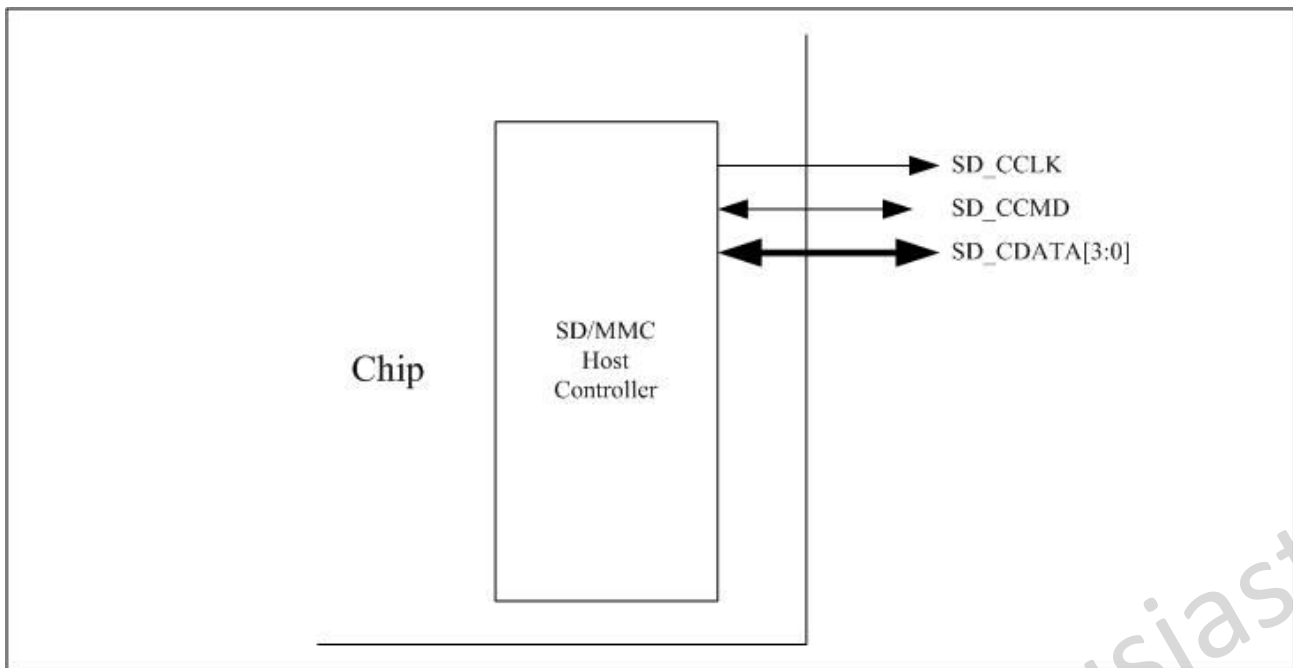 SD_CCLK
SD_CCMD
SD_CDATA[3:0]
SD/MMC
Host
Controller
Chip